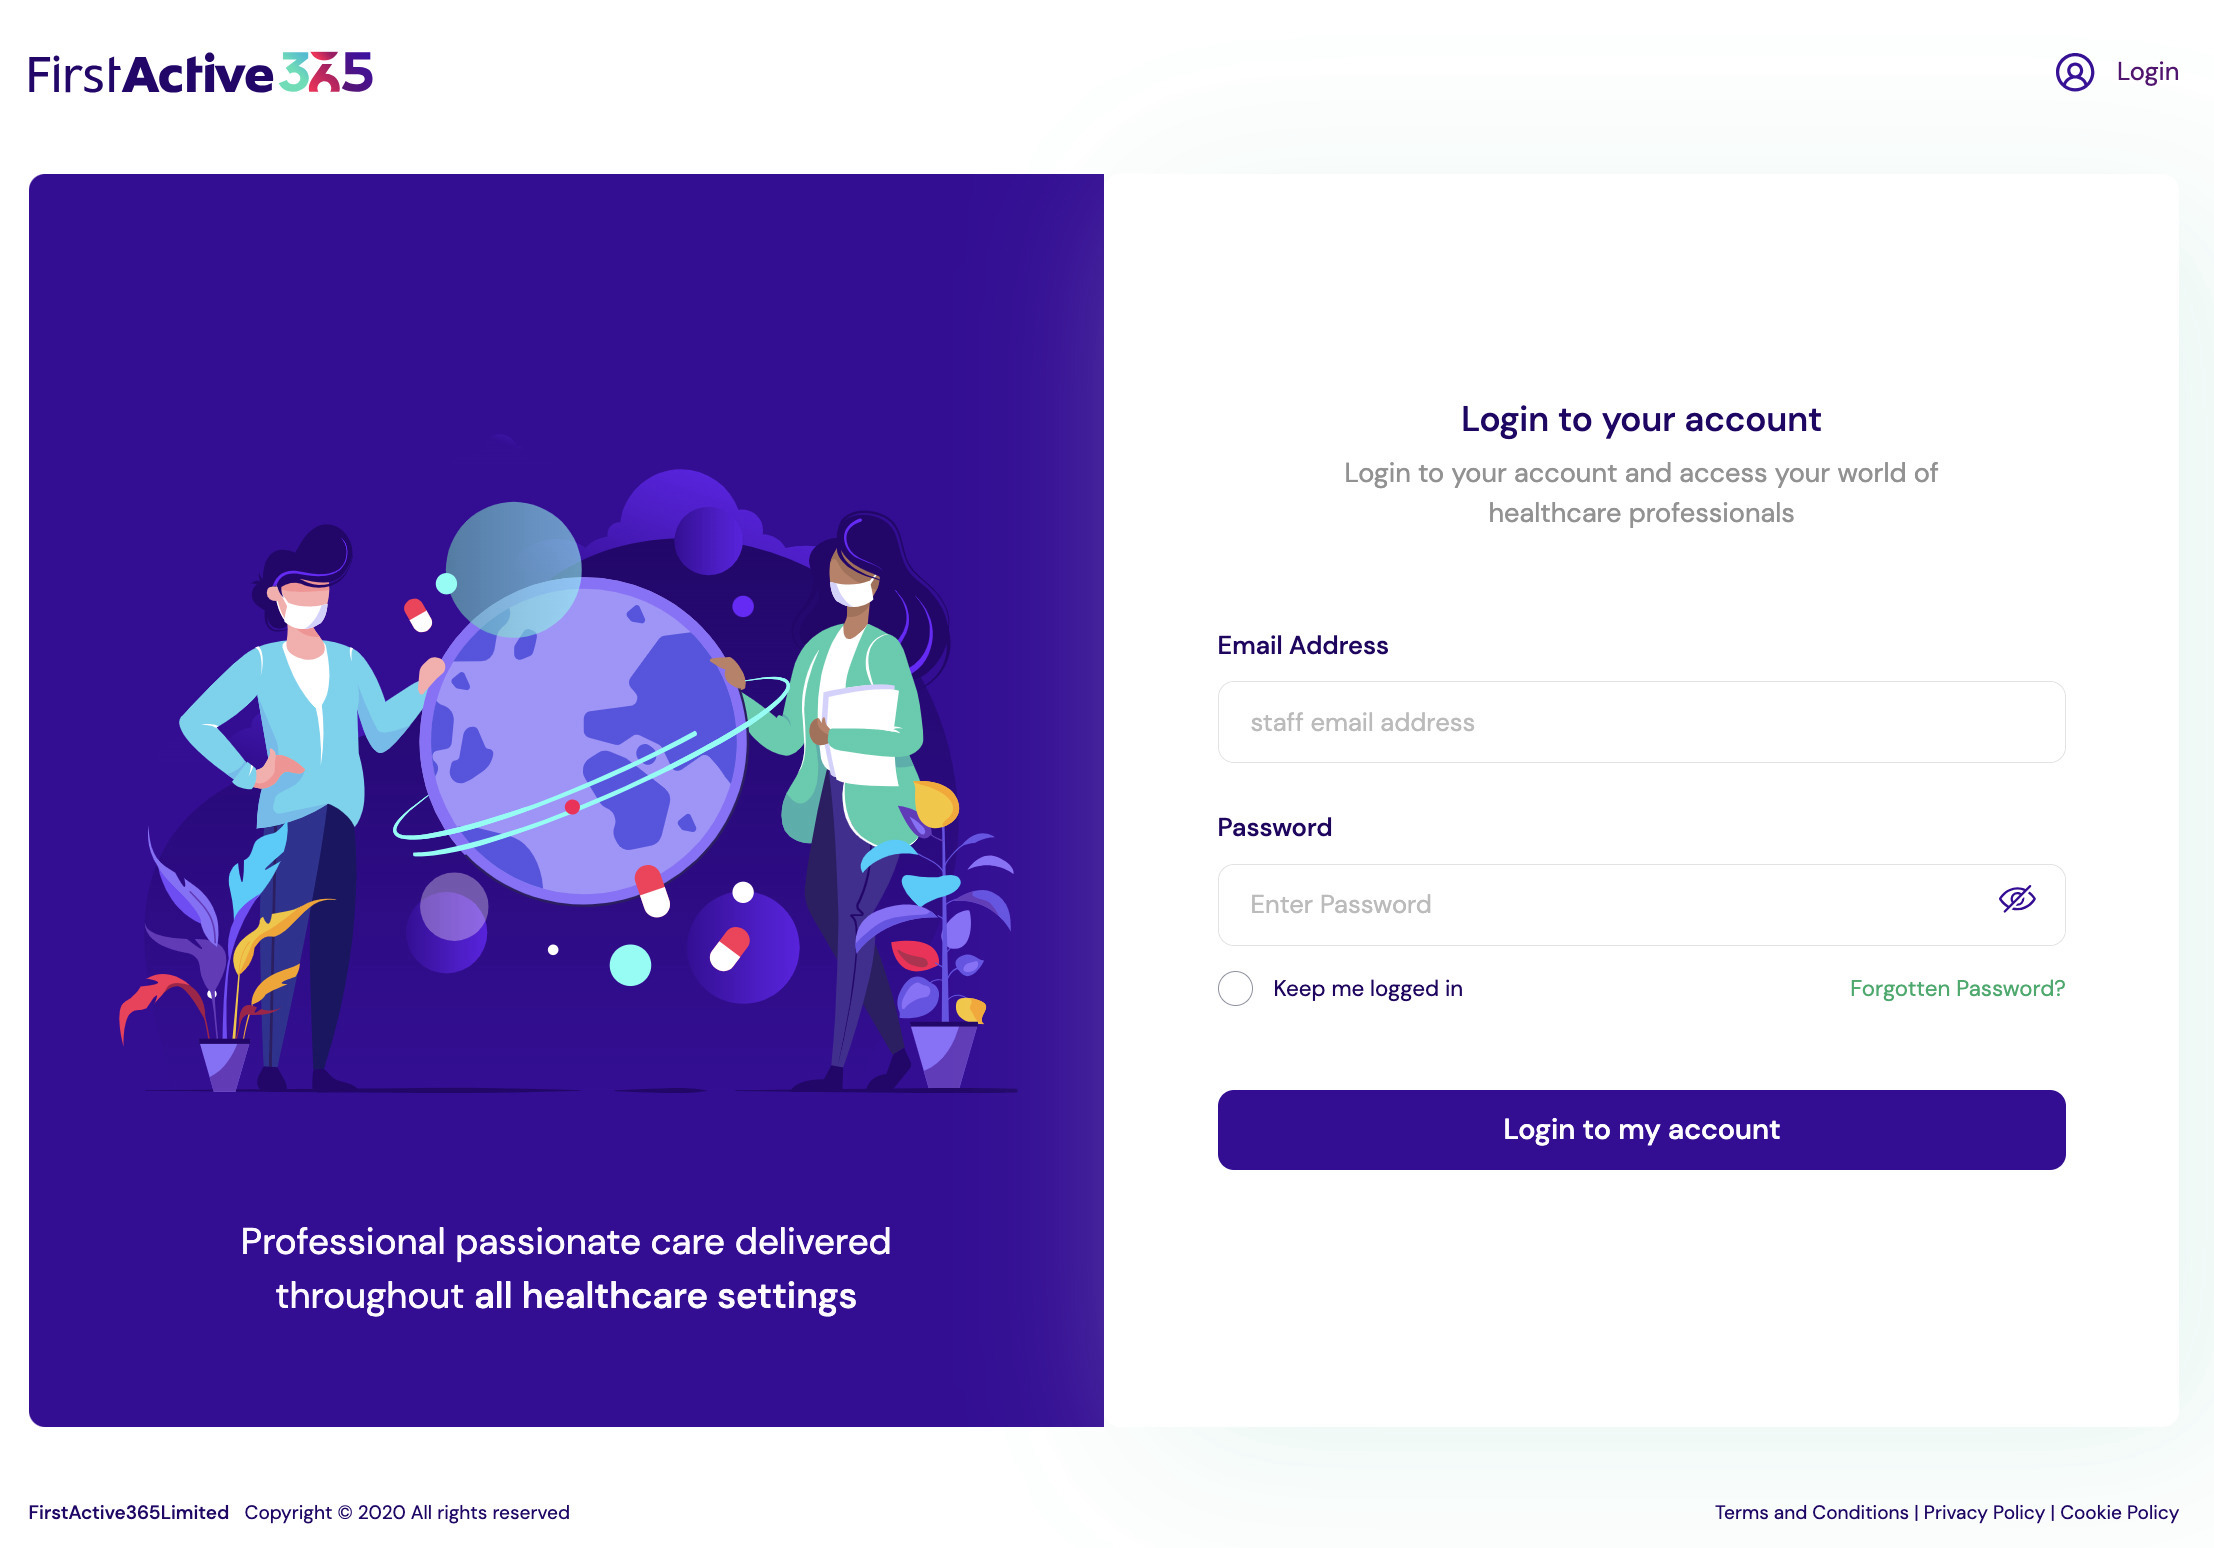 FirstActive365
Login
Login to your account
Login to your account and access your world of
healthcare professionals
Email Address
staff email address
Password
Enter Password
Keep me logged in
Forgotten Password?
Login to my account
Professional passionate care delivered
throughout all healthcare settings
FirstActive365Limited Copyright © 2020 All rights reserved
Terms and Conditions | Privacy Policy | Cookie Policy